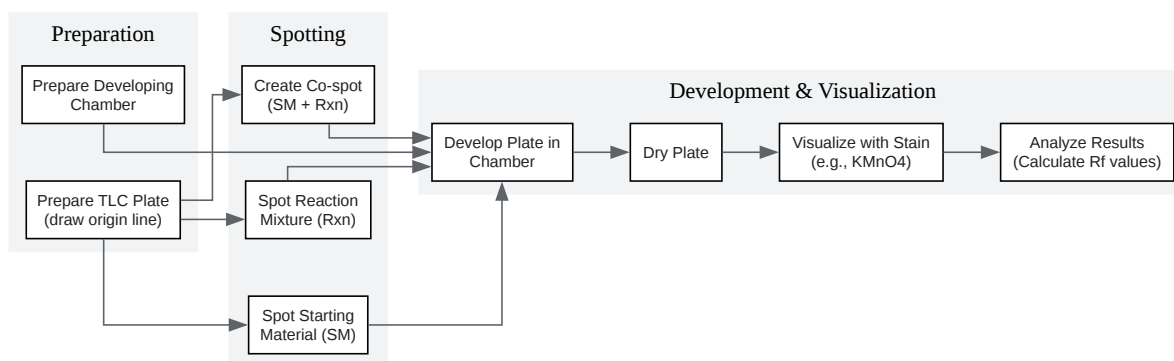 Preparation
Prepare Developing
Chamber
Prepare TLC Plate
(draw origin line)
Spotting
Create Co-spot
(SM + Rxn)
Spot Reaction
Mixture (Rxn)
Spot Starting
Material (SM)
Development & Visualization
Develop Plate in
Chamber
Dry Plate
Visualize with Stain
(e.g., KMnO4)
Analyze Results
(Calculate Rf values)